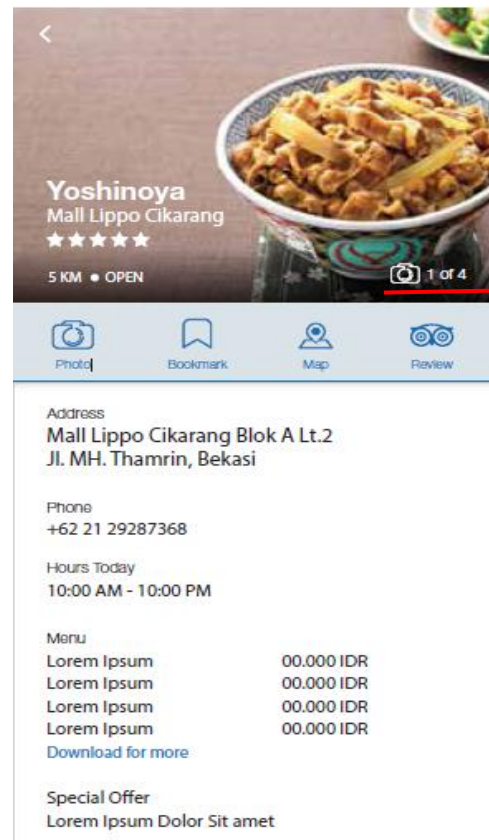 Yoshinoya
Mall Lippo Cikarang
5 KM ● OPEN
1 of 4
Photo
Bookmark
Map
Review
Address
Mall Lippo Cikarang Blok A Lt.2
Jl. MH. Thamrin, Bekasi
Phone
+62 21 29287368
Hours Today
10:00 AM - 10:00 PM
Menu
Lorem Ipsum 00.000 IDR
Lorem Ipsum 00.000 IDR
Lorem Ipsum 00.000 IDR
Lorem Ipsum 00.000 IDR
Download for more
Special Offer
Lorem Ipsum Dolor Sit amet